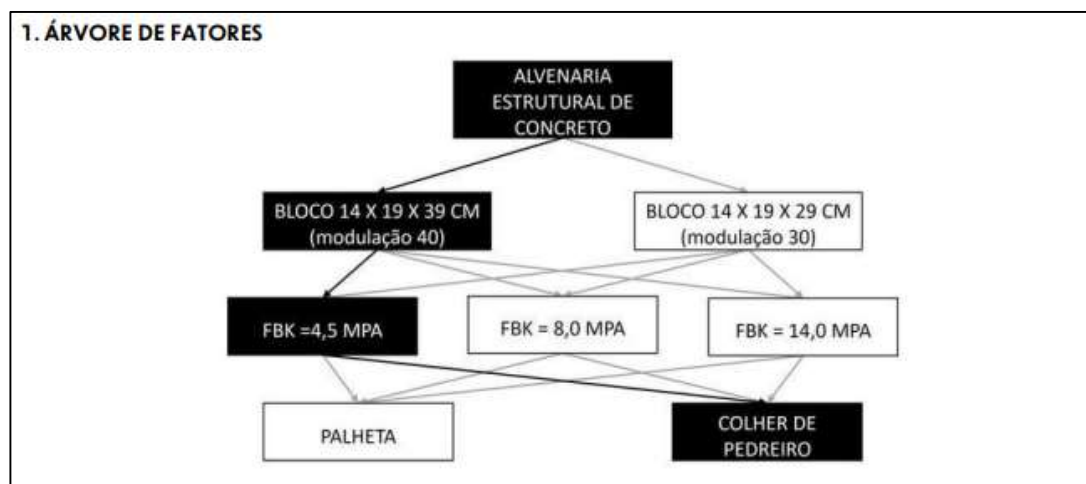 1. ÁRVORE DE FATORES
ALVENARIA
ESTRUTURAL DE
CONCRETO
BLOCO 14 X 19 X 39 CM
(modulação 40)
BLOCO 14 X 19 X 29 CM
(modulação 30)
FBK =4,5 MPA
FBK = 8,0 MPA
FBK = 14,0 MPA
PALHETA
COLHER DE
PEDREIRO